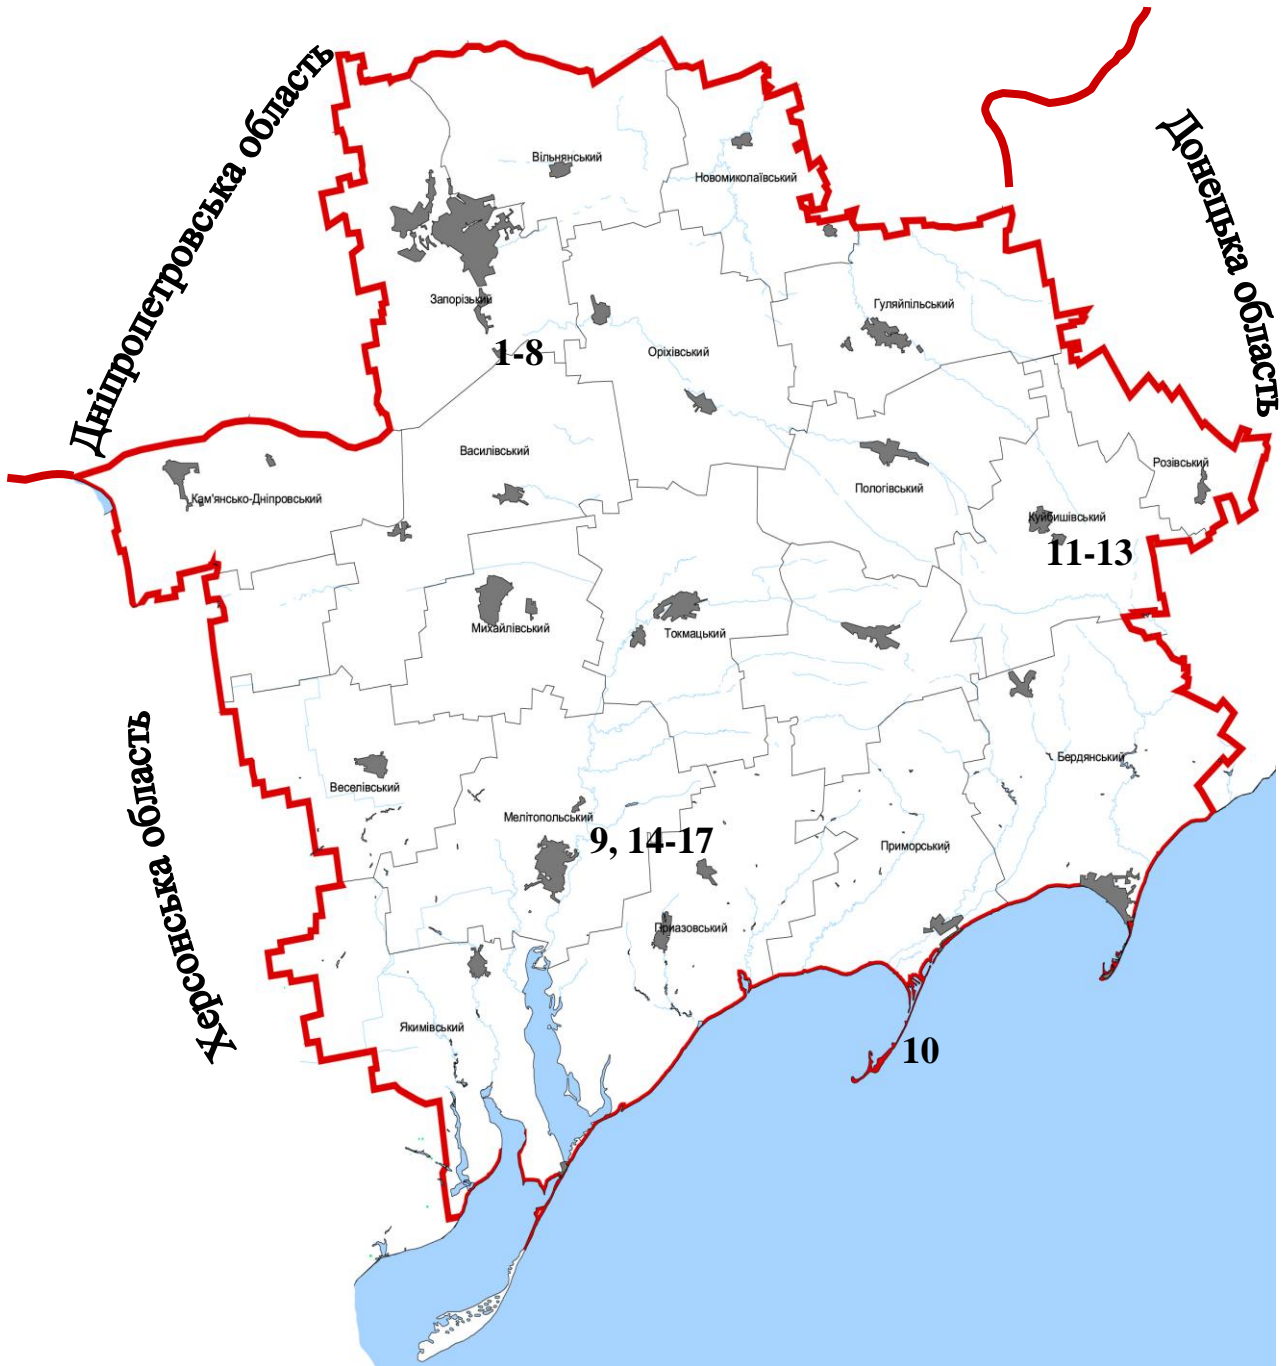 Дніпропетровська область
Донецька область
Вільнянський
Новомиколаївський
Запорізький
Гуляйпільський
1-8
Оріхівський
Василівський
Розівський
Кам'янсько-Дніпровський
Пологівський
Куйбишівський
11-13
Михайлівський
Токмацький
Херсонська область
Бердянський
Веселівський
Мелітопольський
9, 14-17
Приморський
Приазовський
Якимівський
10